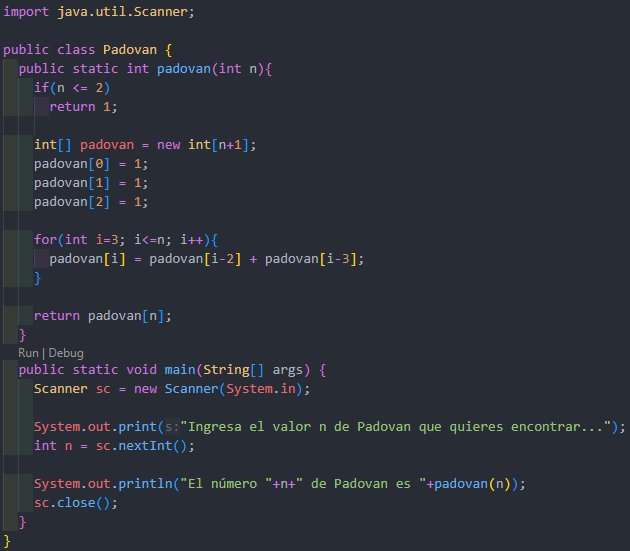 import java.util.Scanner;

public class Padovan {
  public static int padovan(int n){
    if(n <= 2)
      return 1;

    int[] padovan = new int[n+1];
    padovan[0] = 1;
    padovan[1] = 1;
    padovan[2] = 1;

    for(int i=3; i<=n; i++){
      padovan[i] = padovan[i-2] + padovan[i-3];
    }

    return padovan[n];
  }
  Run | Debug
  public static void main(String[] args) {
    Scanner sc = new Scanner(System.in);

    System.out.print(s:"Ingresa el valor n de Padovan que quieres encontrar...");
    int n = sc.nextInt();

    System.out.println("El número "+n+" de Padovan es "+padovan(n));
    sc.close();
  }
}